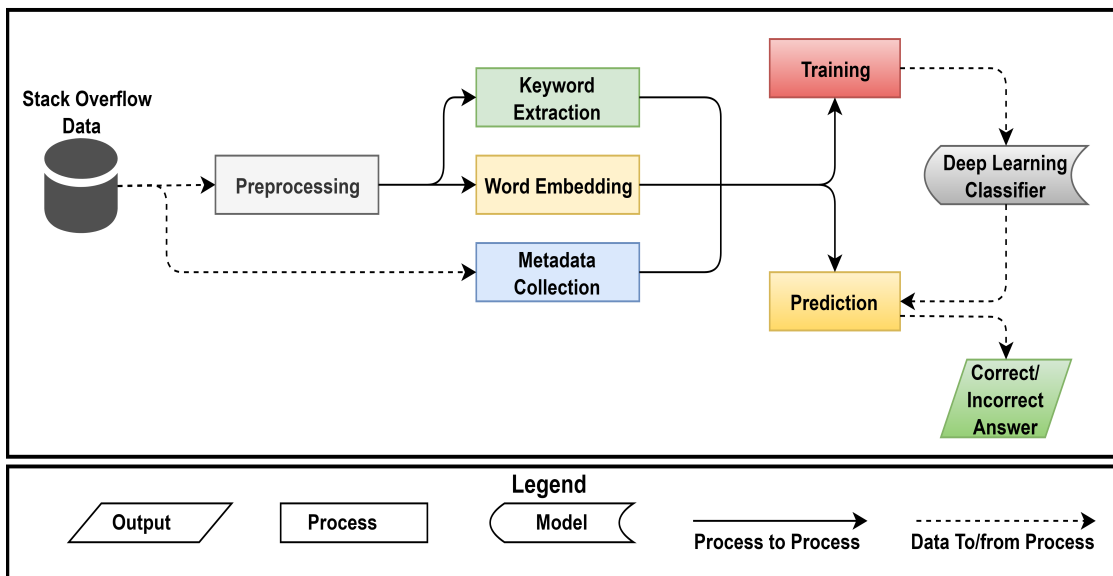 Stack Overflow
Data
Preprocessing
Keyword
Extraction
Word Embedding
Metadata
Collection
Training
Deep Learning
Classifier
Prediction
Correct/
Incorrect
Answer
Legend
Output
Process
Model
Process to Process
Data To/from Process